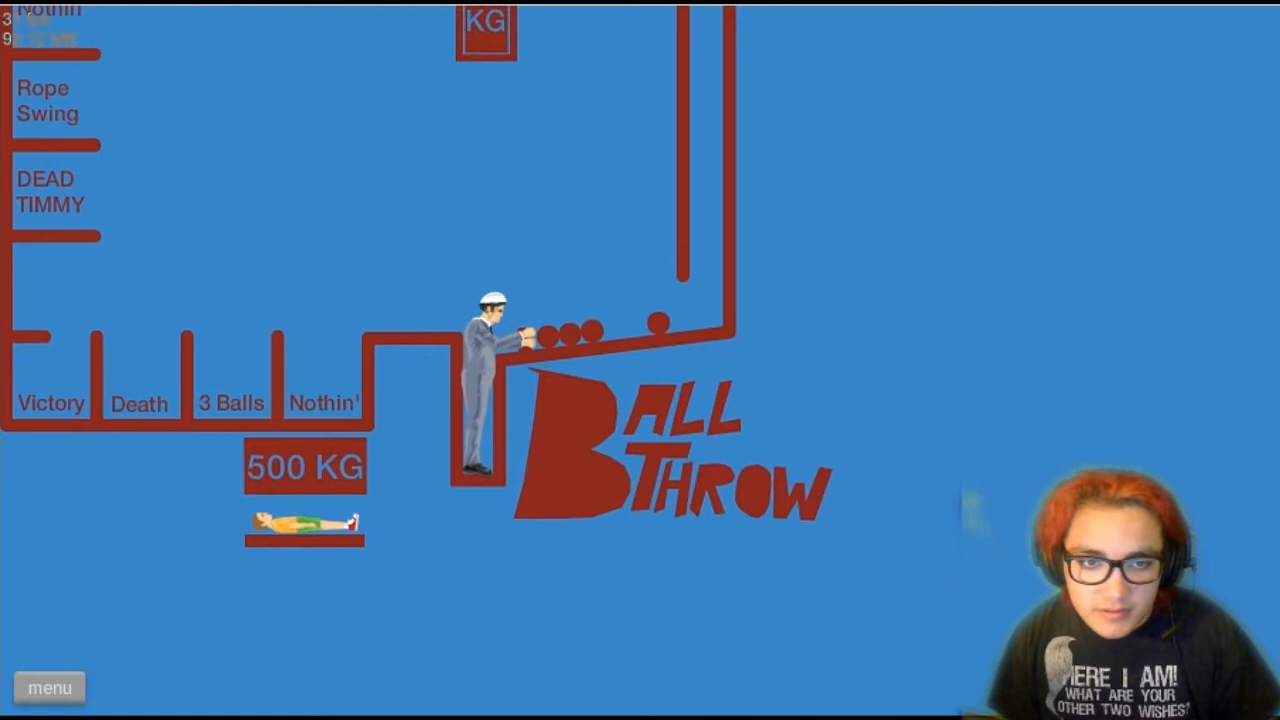 Nothin
KG
Rope
Swing
DEAD
TIMMY
Victory
Death
3 Balls
Nothin'
500 KG
BALL
THROW
menu
HERE I AM!
WHAT ARE YOUR
OTHER TWO WISHES?